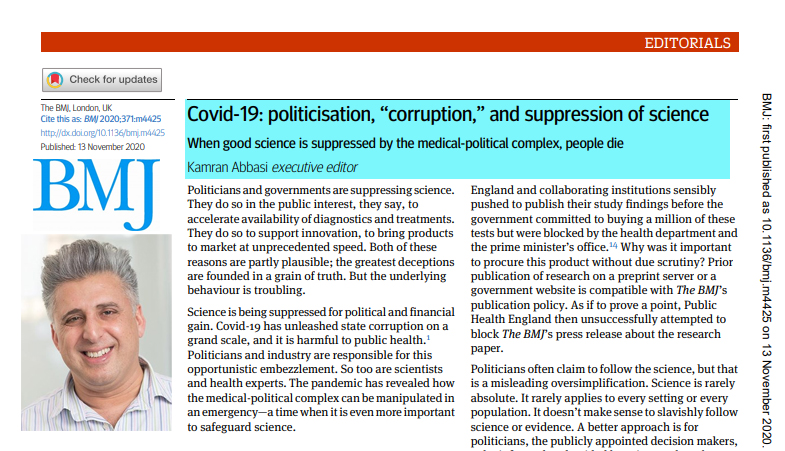 EDITORIALS
Check for updates
The BMJ, London, UK
Cite this as: BMJ 2020;371:m4425
http://dx.doi.org/10.1136/bmj.m4425
Published: 13 November 2020
BMJ
Covid-19: politicisation, “corruption,” and suppression of science
When good science is suppressed by the medical-political complex, people die
Kamran Abbasi executive editor
Politicians and governments are suppressing science.
They do so in the public interest, they say, to
accelerate availability of diagnostics and treatments.
They do so to support innovation, to bring products
to market at unprecedented speed. Both of these
reasons are partly plausible; the greatest deceptions
are founded in a grain of truth. But the underlying
behaviour is troubling.
Science is being suppressed for political and financial
gain. Covid-19 has unleashed state corruption on a
grand scale, and it is harmful to public health.1
Politicians and industry are responsible for this
opportunistic embezzlement. So too are scientists
and health experts. The pandemic has revealed how
the medical-political complex can be manipulated in
an emergency—a time when it is even more important
to safeguard science.
England and collaborating institutions sensibly
pushed to publish their study findings before the
government committed to buying a million of these
tests but were blocked by the health department and
the prime minister’s office.14 Why was it important
to procure this product without due scrutiny? Prior
publication of research on a preprint server or a
government website is compatible with The BMJ’s
publication policy. As if to prove a point, Public
Health England then unsuccessfully attempted to
block The BMJ’s press release about the research
paper.
Politicians often claim to follow the science, but that
is a misleading oversimplification. Science is rarely
absolute. It rarely applies to every setting or every
population. It doesn’t make sense to slavishly follow
science or evidence. A better approach is for
politicians, the publicly appointed decision makers,
BMJ: first published as 10.1136/bmj.m4425 on 13 November 2020.